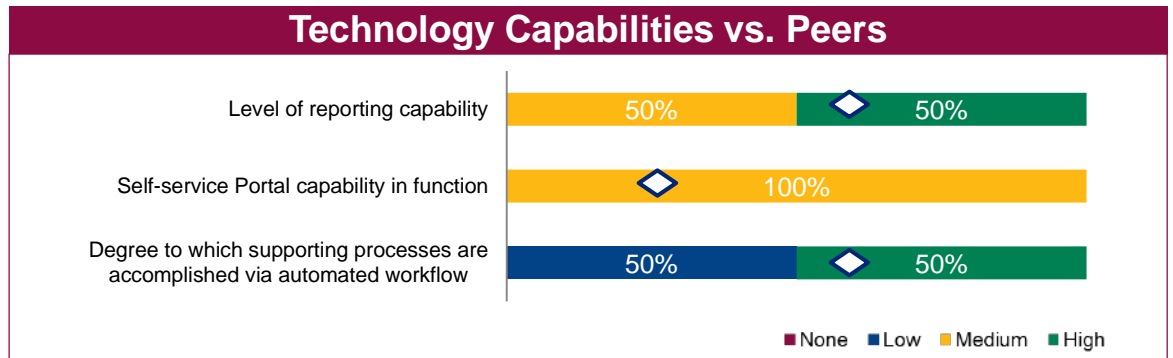 Technology Capabilities vs. Peers
Level of reporting capability
50% 50%
Self-service Portal capability in function
100%
Degree to which supporting processes are
accomplished via automated workflow
50% 50%
None Low Medium High